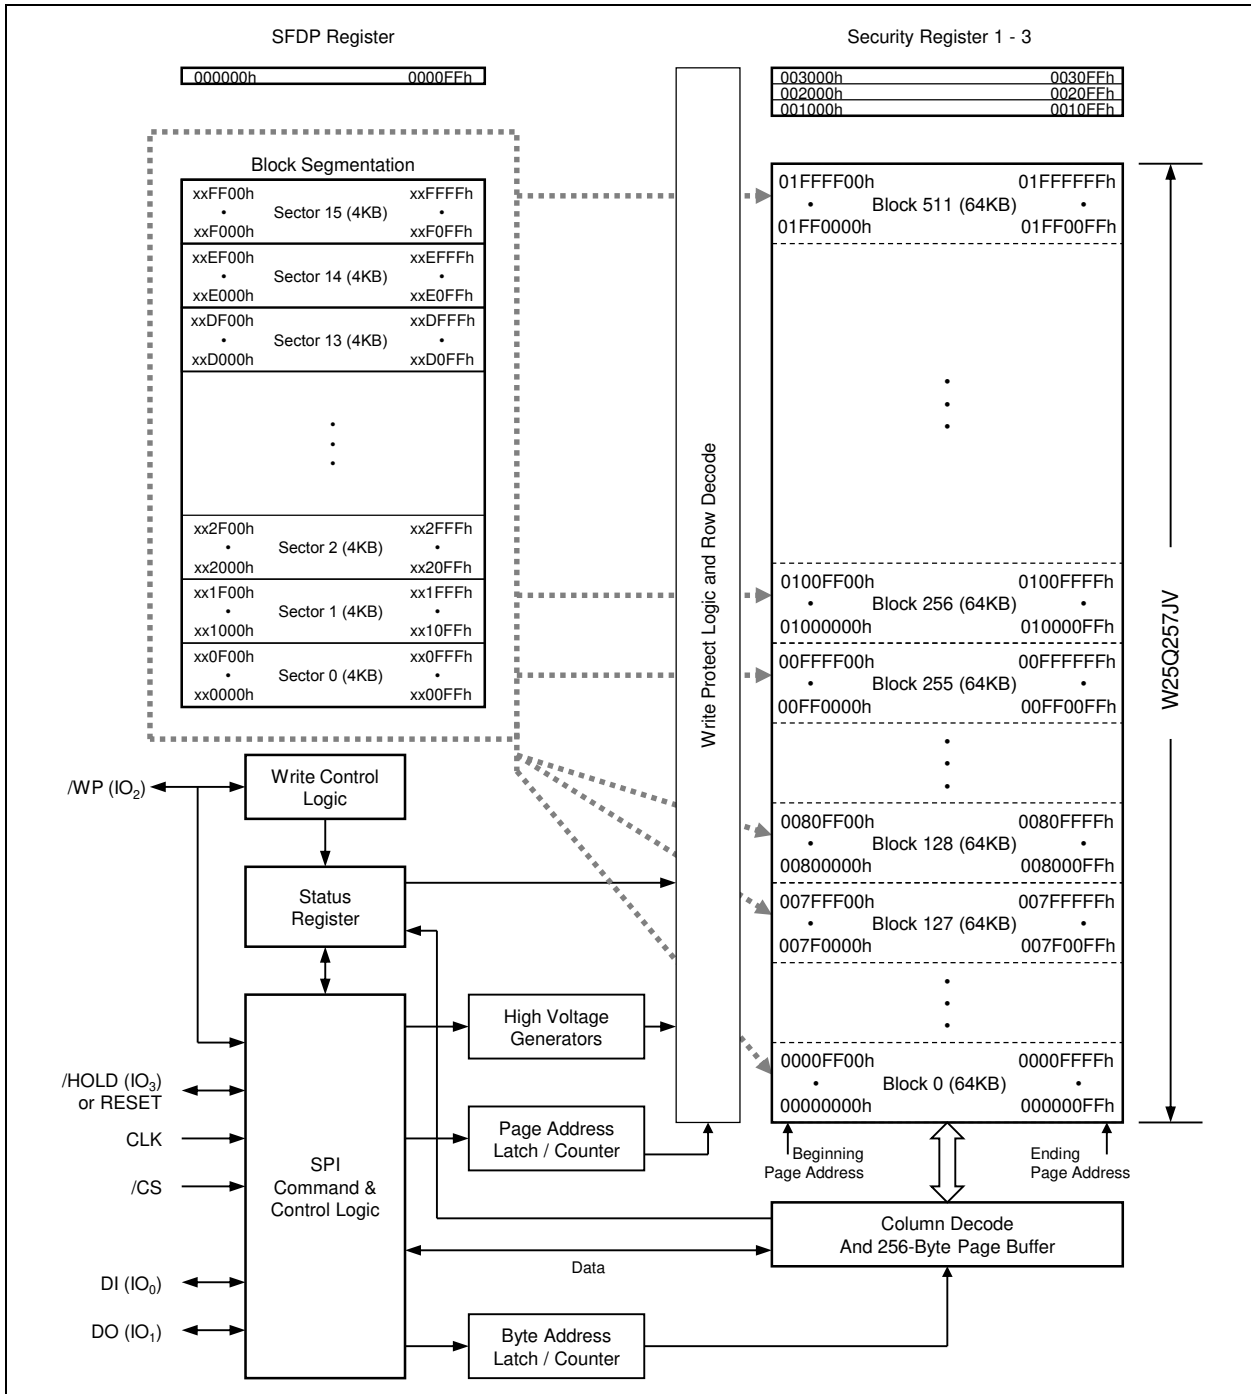 SFDP Register
000000h 0000FFh
Security Register 1 - 3
003000h 0030FFh
002000h 0020FFh
001000h 0010FFh
Block Segmentation
xxFF00h xxFFFFh
• Sector 15 (4KB) •
xxF000h xxF0FFh
xxEF00h xxEFFFh
• Sector 14 (4KB) •
xxE000h xxE0FFh
xxDF00h xxDFFFh
• Sector 13 (4KB) •
xxD000h xxD0FFh
xx2F00h xx2FFFh
• Sector 2 (4KB) •
xx2000h xx20FFh
xx1F00h xx1FFFh
• Sector 1 (4KB) •
xx1000h xx10FFh
xx0F00h xx0FFFh
• Sector 0 (4KB) •
xx0000h xx00FFh
Write Protect Logic and Row Decode
01FFFF00h 01FFFFFFh
• Block 511 (64KB) •
01FF0000h 01FF00FFh
0100FF00h 0100FFFFh
• Block 256 (64KB) •
01000000h 010000FFh
00FFFF00h 00FFFFFFh
• Block 255 (64KB) •
00FF0000h 00FF00FFh
0080FF00h 0080FFFFh
• Block 128 (64KB) •
00800000h 008000FFh
007FFF00h 007FFFFFh
• Block 127 (64KB) •
007F0000h 007F00FFh
0000FF00h 0000FFFFh
• Block 0 (64KB) •
00000000h 000000FFh
W25Q257JV
Beginning
Page Address
Ending
Page Address
/WP (IO2)
Write Control
Logic
Status
Register
High Voltage
Generators
/HOLD (IO3)
or RESET
CLK
/CS
DI (IO0)
DO (IO1)
SPI
Command &
Control Logic
Page Address
Latch / Counter
Column Decode
And 256-Byte Page Buffer
Data
Byte Address
Latch / Counter